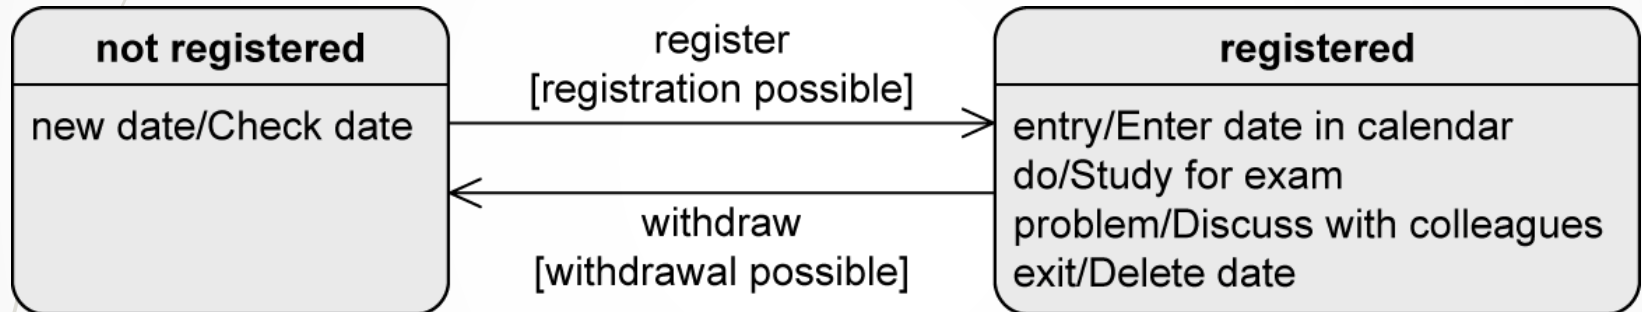 not registered
new date/Check date
register
[registration possible]
withdraw
[withdrawal possible]
registered
entry/Enter date in calendar
do/Study for exam
problem/Discuss with colleagues
exit/Delete date